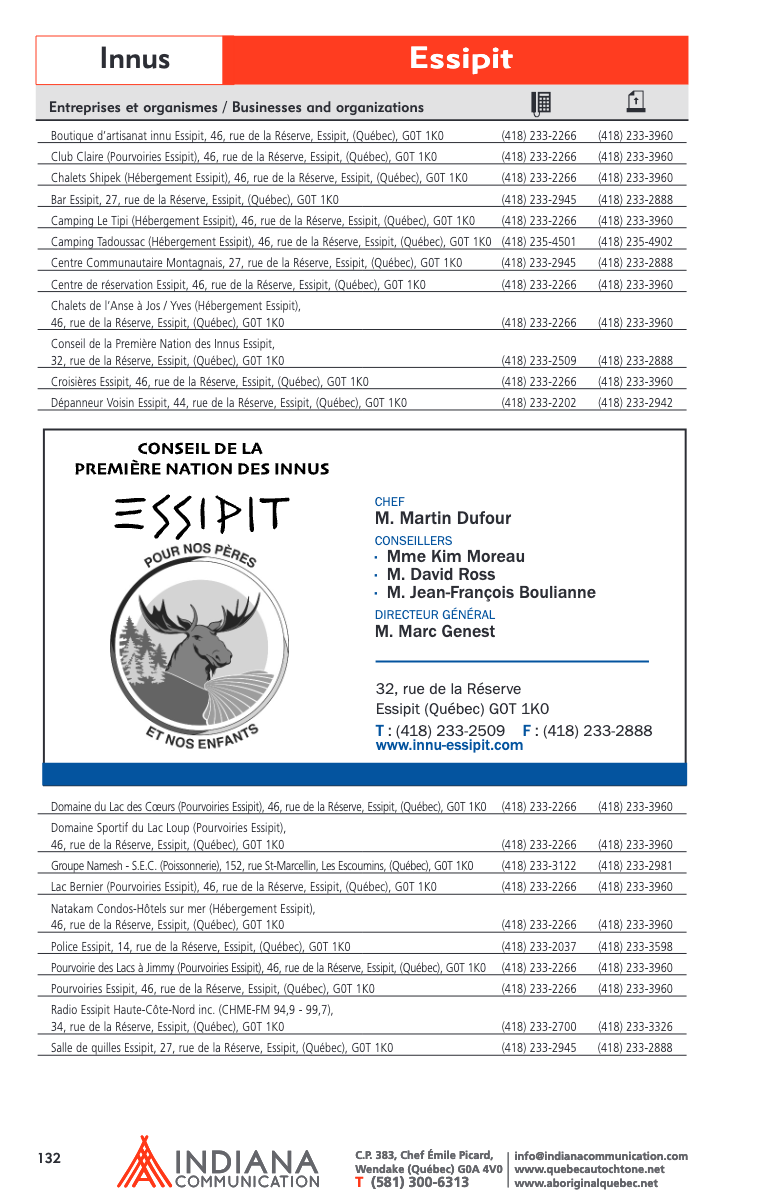 Innus
Essipit
Entreprises et organismes / Businesses and organizations
Boutique d'artisanat innu Essipit, 46, rue de la Réserve, Essipit, (Québec), G0T 1K0 (418) 233-2266 (418) 233-3960
Club Claire (Pourvoiries Essipit), 46, rue de la Réserve, Essipit, (Québec), G0T 1K0 (418) 233-2266 (418) 233-3960
Chalets Shipek (Hébergement Essipit), 46, rue de la Réserve, Essipit, (Québec), G0T 1K0 (418) 233-2266 (418) 233-3960
Bar Essipit, 27, rue de la Réserve, Essipit, (Québec), G0T 1K0 (418) 233-2945 (418) 233-2888
Camping Le Tipi (Hébergement Essipit), 46, rue de la Réserve, Essipit, (Québec), G0T 1K0 (418) 233-2266 (418) 233-3960
Camping Tadoussac (Hébergement Essipit), 46, rue de la Réserve, Essipit, (Québec), G0T 1K0 (418) 235-4501 (418) 235-4902
Centre Communautaire Montagnais, 27, rue de la Réserve, Essipit, (Québec), G0T 1K0 (418) 233-2945 (418) 233-2888
Centre de réservation Essipit, 46, rue de la Réserve, Essipit, (Québec), G0T 1K0 (418) 233-2266 (418) 233-3960
Chalets de l'Anse à Jos / Yves (Hébergement Essipit),
46, rue de la Réserve, Essipit, (Québec), G0T 1K0 (418) 233-2266 (418) 233-3960
Conseil de la Première Nation des Innus Essipit,
32, rue de la Réserve, Essipit, (Québec), G0T 1K0 (418) 233-2509 (418) 233-2888
Croisières Essipit, 46, rue de la Réserve, Essipit, (Québec), G0T 1K0 (418) 233-2266 (418) 233-3960
Dépanneur Voisin Essipit, 44, rue de la Réserve, Essipit, (Québec), G0T 1K0 (418) 233-2202 (418) 233-2942
CONSEIL DE LA
PREMIÈRE NATION DES INNUS
ESSIPIT
POUR NOS PÈRES
ET NOS ENFANTS
CHEF
M. Martin Dufour
CONSEILLERS
· Mme Kim Moreau
· M. David Ross
· M. Jean-François Boulianne
DIRECTEUR GÉNÉRAL
M. Marc Genest
32, rue de la Réserve
Essipit (Québec) G0T 1K0
T : (418) 233-2509 F : (418) 233-2888
www.innu-essipit.com
Domaine du Lac des Cœurs (Pourvoiries Essipit), 46, rue de la Réserve, Essipit, (Québec), G0T 1K0 (418) 233-2266 (418) 233-3960
Domaine Sportif du Lac Loup (Pourvoiries Essipit),
46, rue de la Réserve, Essipit, (Québec), G0T 1K0 (418) 233-2266 (418) 233-3960
Groupe Namesh - S.E.C. (Poissonnerie), 152, rue St-Marcellin, Les Escoumins, (Québec), G0T 1K0 (418) 233-3122 (418) 233-2981
Lac Bernier (Pourvoiries Essipit), 46, rue de la Réserve, Essipit, (Québec), G0T 1K0 (418) 233-2266 (418) 233-3960
Natakam Condos-Hôtels sur mer (Hébergement Essipit),
46, rue de la Réserve, Essipit, (Québec), G0T 1K0 (418) 233-2266 (418) 233-3960
Police Essipit, 14, rue de la Réserve, Essipit, (Québec), G0T 1K0 (418) 233-2037 (418) 233-3598
Pourvoirie des Lacs à Jimmy (Pourvoiries Essipit), 46, rue de la Réserve, Essipit, (Québec), G0T 1K0 (418) 233-2266 (418) 233-3960
Pourvoiries Essipit, 46, rue de la Réserve, Essipit, (Québec), G0T 1K0 (418) 233-2266 (418) 233-3960
Radio Essipit Haute-Côte-Nord inc. (CHME-FM 94,9 - 99,7),
34, rue de la Réserve, Essipit, (Québec), G0T 1K0 (418) 233-2700 (418) 233-3326
Salle de quilles Essipit, 27, rue de la Réserve, Essipit, (Québec), G0T 1K0 (418) 233-2945 (418) 233-2888
132
INDIANA
COMMUNICATION
C.P. 383, Chef Émile Picard,
Wendake (Québec) G0A 4V0
T (581) 300-6313
info@indianacommunication.com
www.quebecautochtone.net
www.aboriginalquebec.net